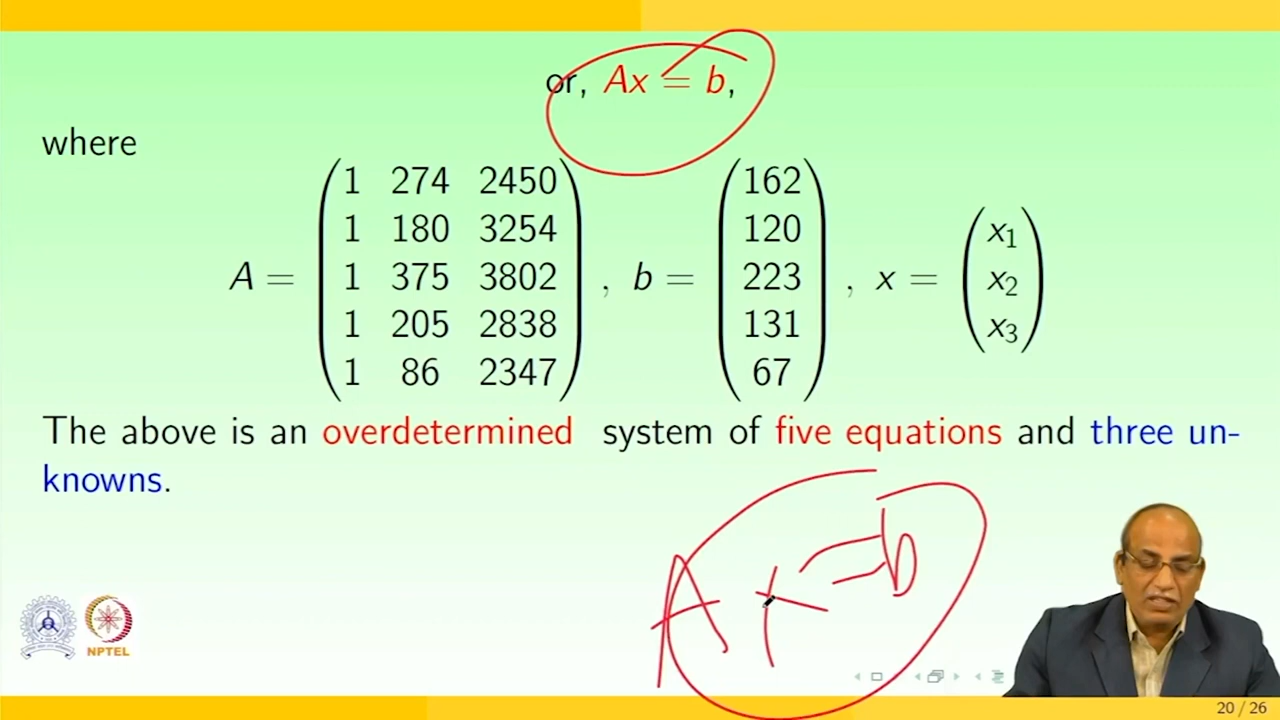 or, Ax = b,
where
A = ( 1 274 2450 ) , b = ( 162 ) , x = ( x₁ )
1 180 3254 120 x₂
1 375 3802 223 x₃
1 205 2838 131
1 86 2347 67
The above is an overdetermined system of five equations and three un-
knowns.
A x = b
NPTEL
20 / 26